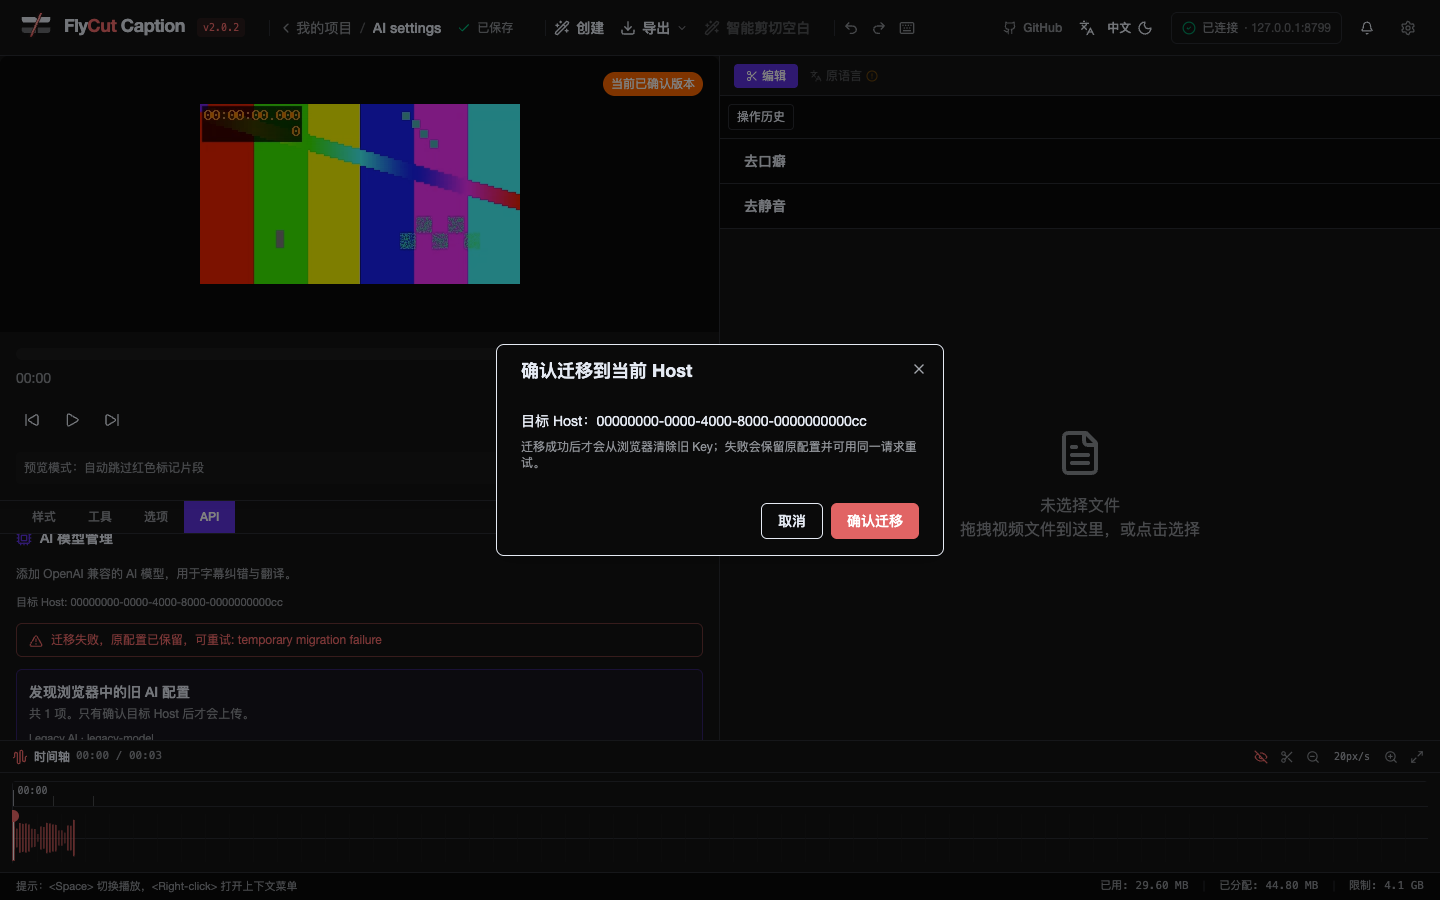 FlyCut Caption v2.0.2
我的项目 / AI settings
已保存
创建
导出
智能剪切空白
GitHub
中文
已连接 · 127.0.0.1:8799
当前已确认版本
00:00:00.000
0
编辑
原语言
操作历史
去口癖
去静音
00:00
预览模式：自动跳过红色标记片段
样式
工具
选项
API
AI 模型管理
添加 OpenAI 兼容的 AI 模型，用于字幕纠错与翻译。
目标 Host: 00000000-0000-4000-8000-0000000000cc
迁移失败，原配置已保留，可重试: temporary migration failure
发现浏览器中的旧 AI 配置
共 1 项。只有确认目标 Host 后才会上传。
Legacy AI · legacy-model
确认迁移到当前 Host
目标 Host：00000000-0000-4000-8000-0000000000cc
迁移成功后才会从浏览器清除旧 Key；失败会保留原配置并可用同一请求重
试。
取消
确认迁移
未选择文件
拖拽视频文件到这里，或点击选择
时间轴 00:00 / 00:03
20px/s
00:00
提示：<Space> 切换播放，<Right-click> 打开上下文菜单
已用: 29.60 MB
已分配: 44.80 MB
限制: 4.1 GB